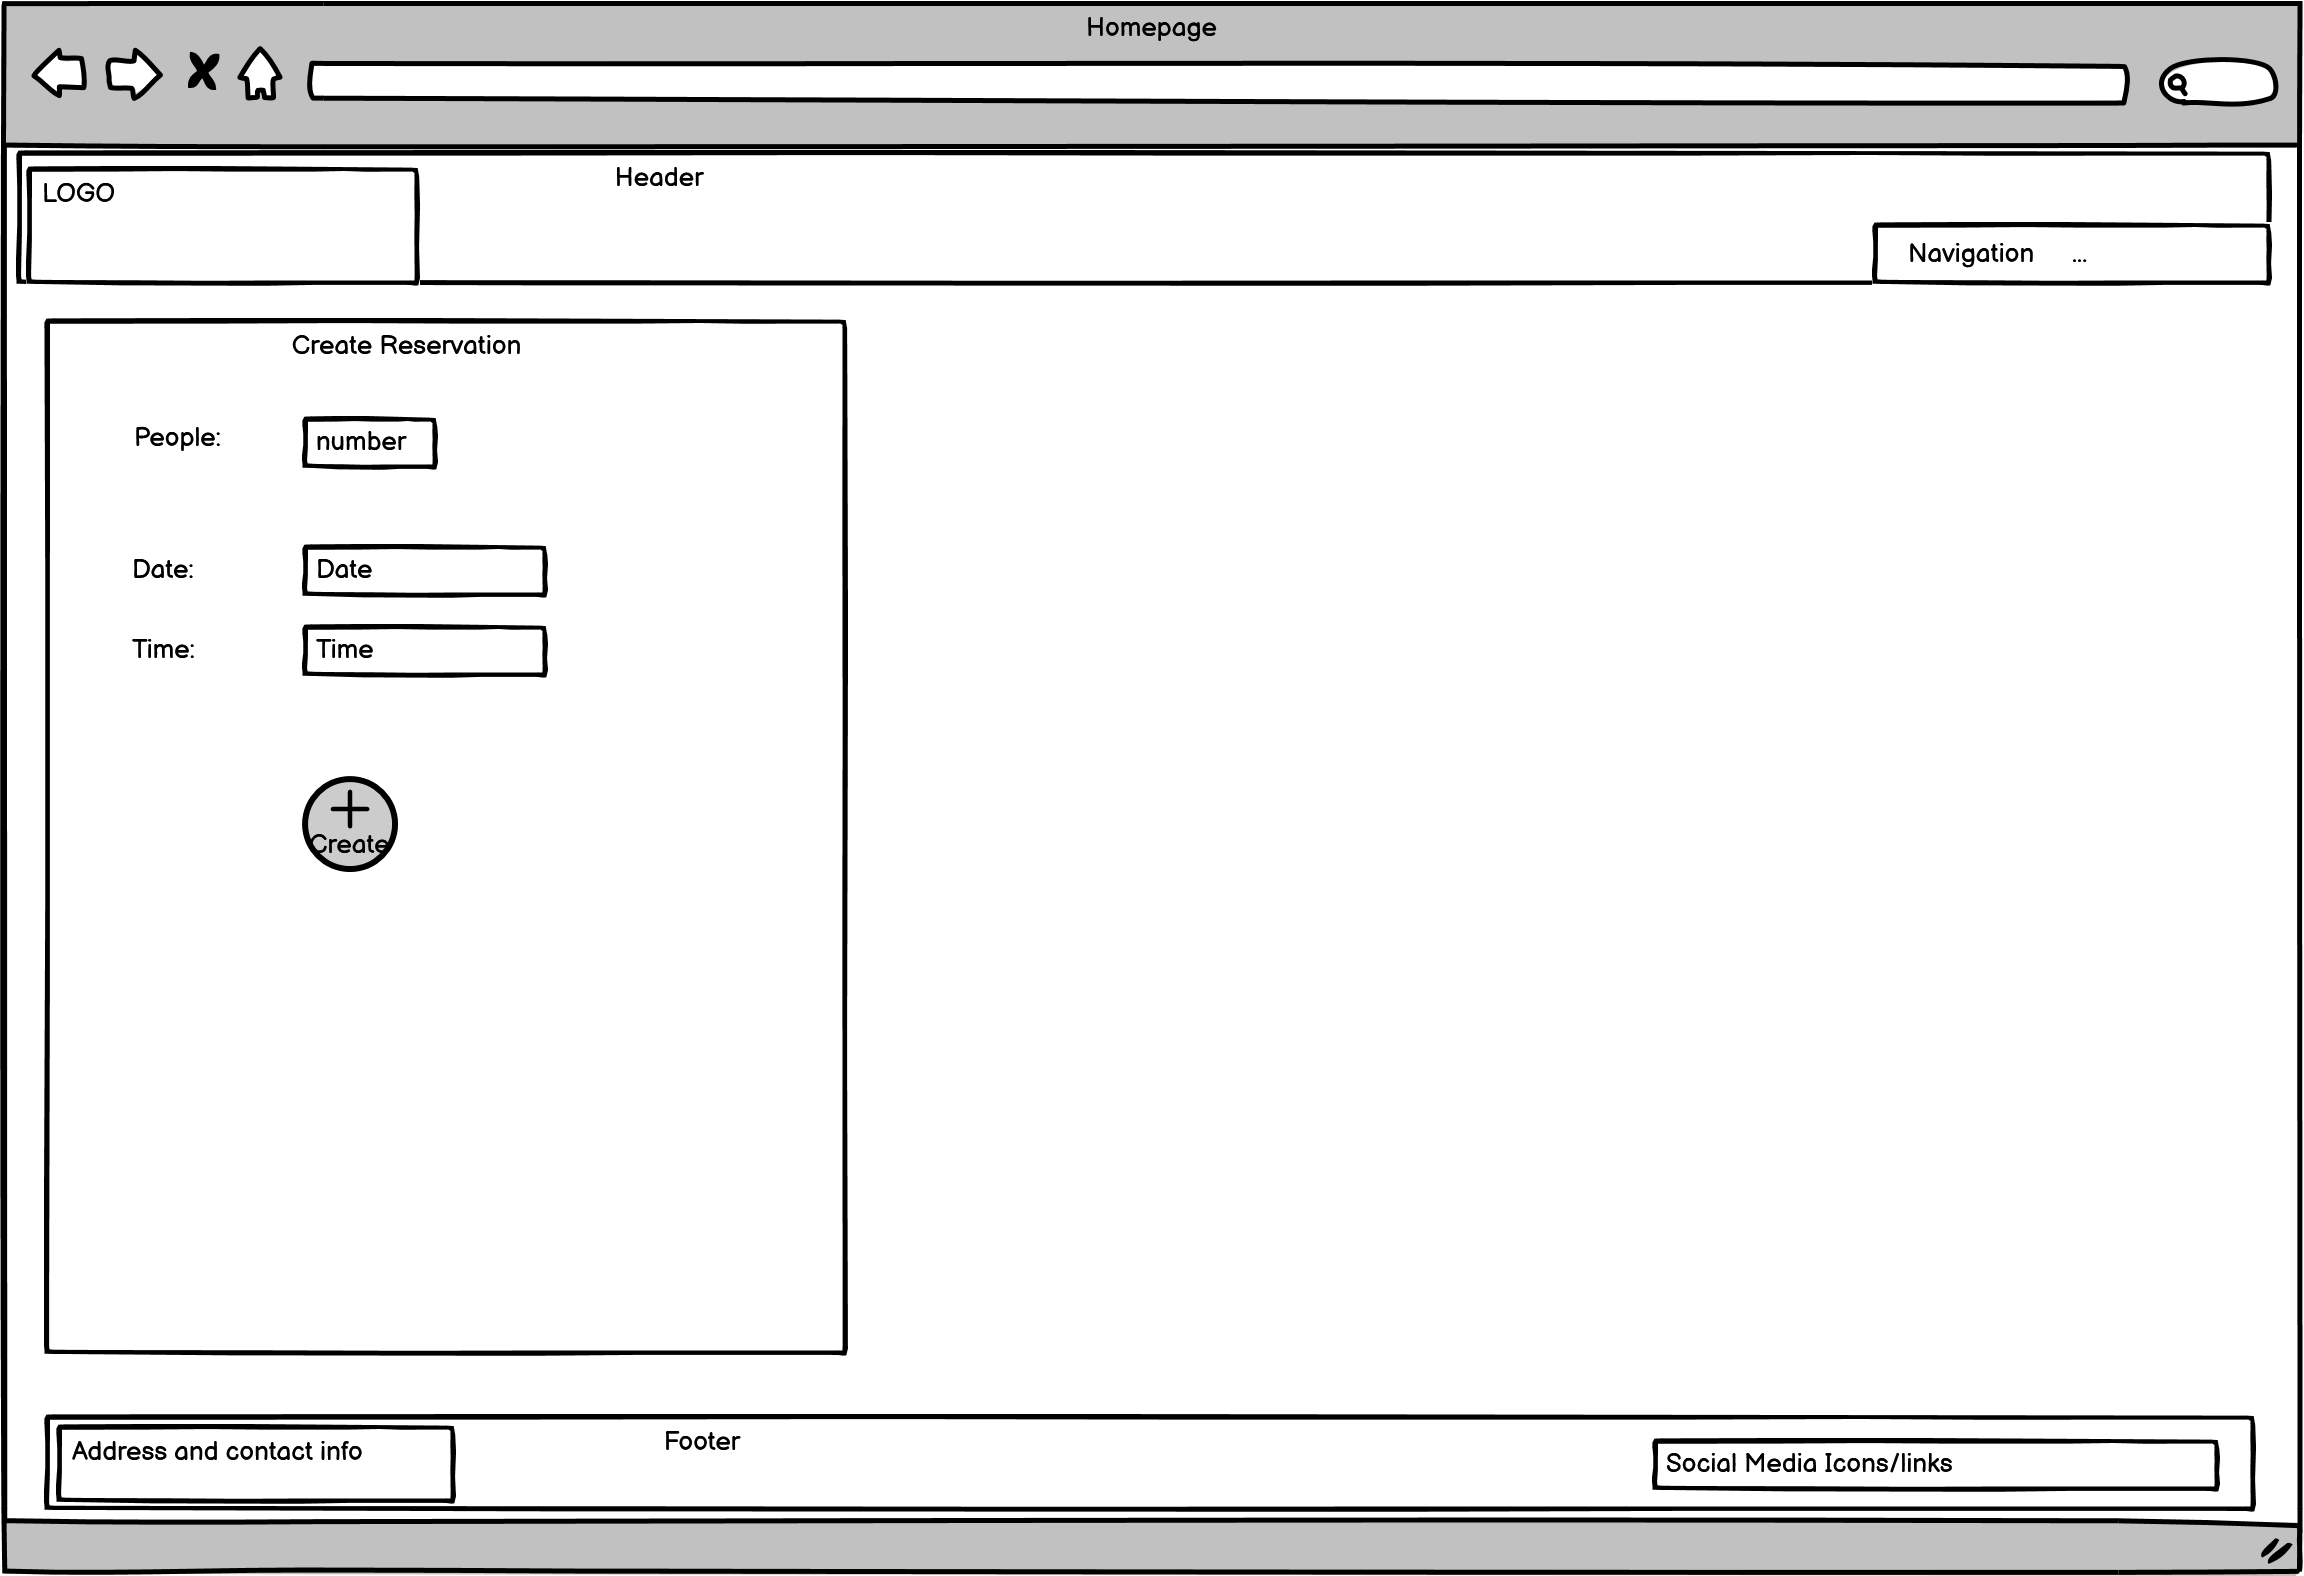 Homepage
LOGO
Header
Navigation ...
Create Reservation
People: number
Date: Date
Time: Time
Create
Address and contact info
Footer
Social Media Icons/links